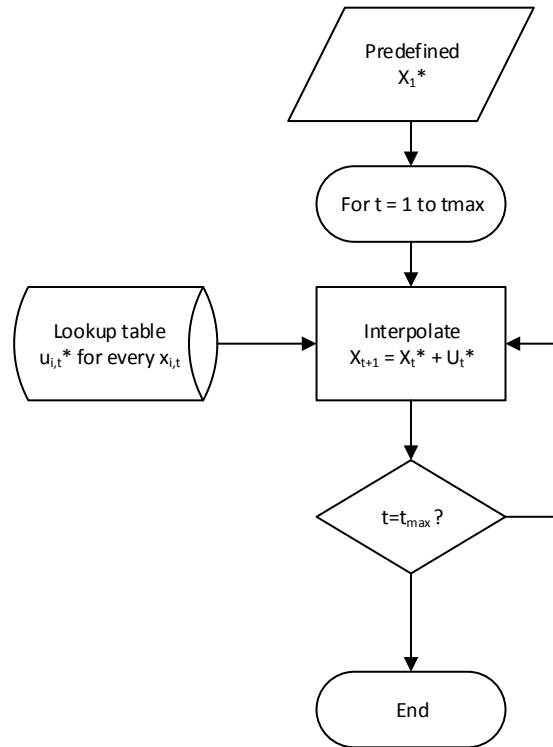 Predefined
X₁*
For t = 1 to tmax
Lookup table
uᵢ,ₜ* for every xᵢ,ₜ
Interpolate
Xₜ₊₁ = Xₜ* + Uₜ*
t=tₘₐₓ ?
End